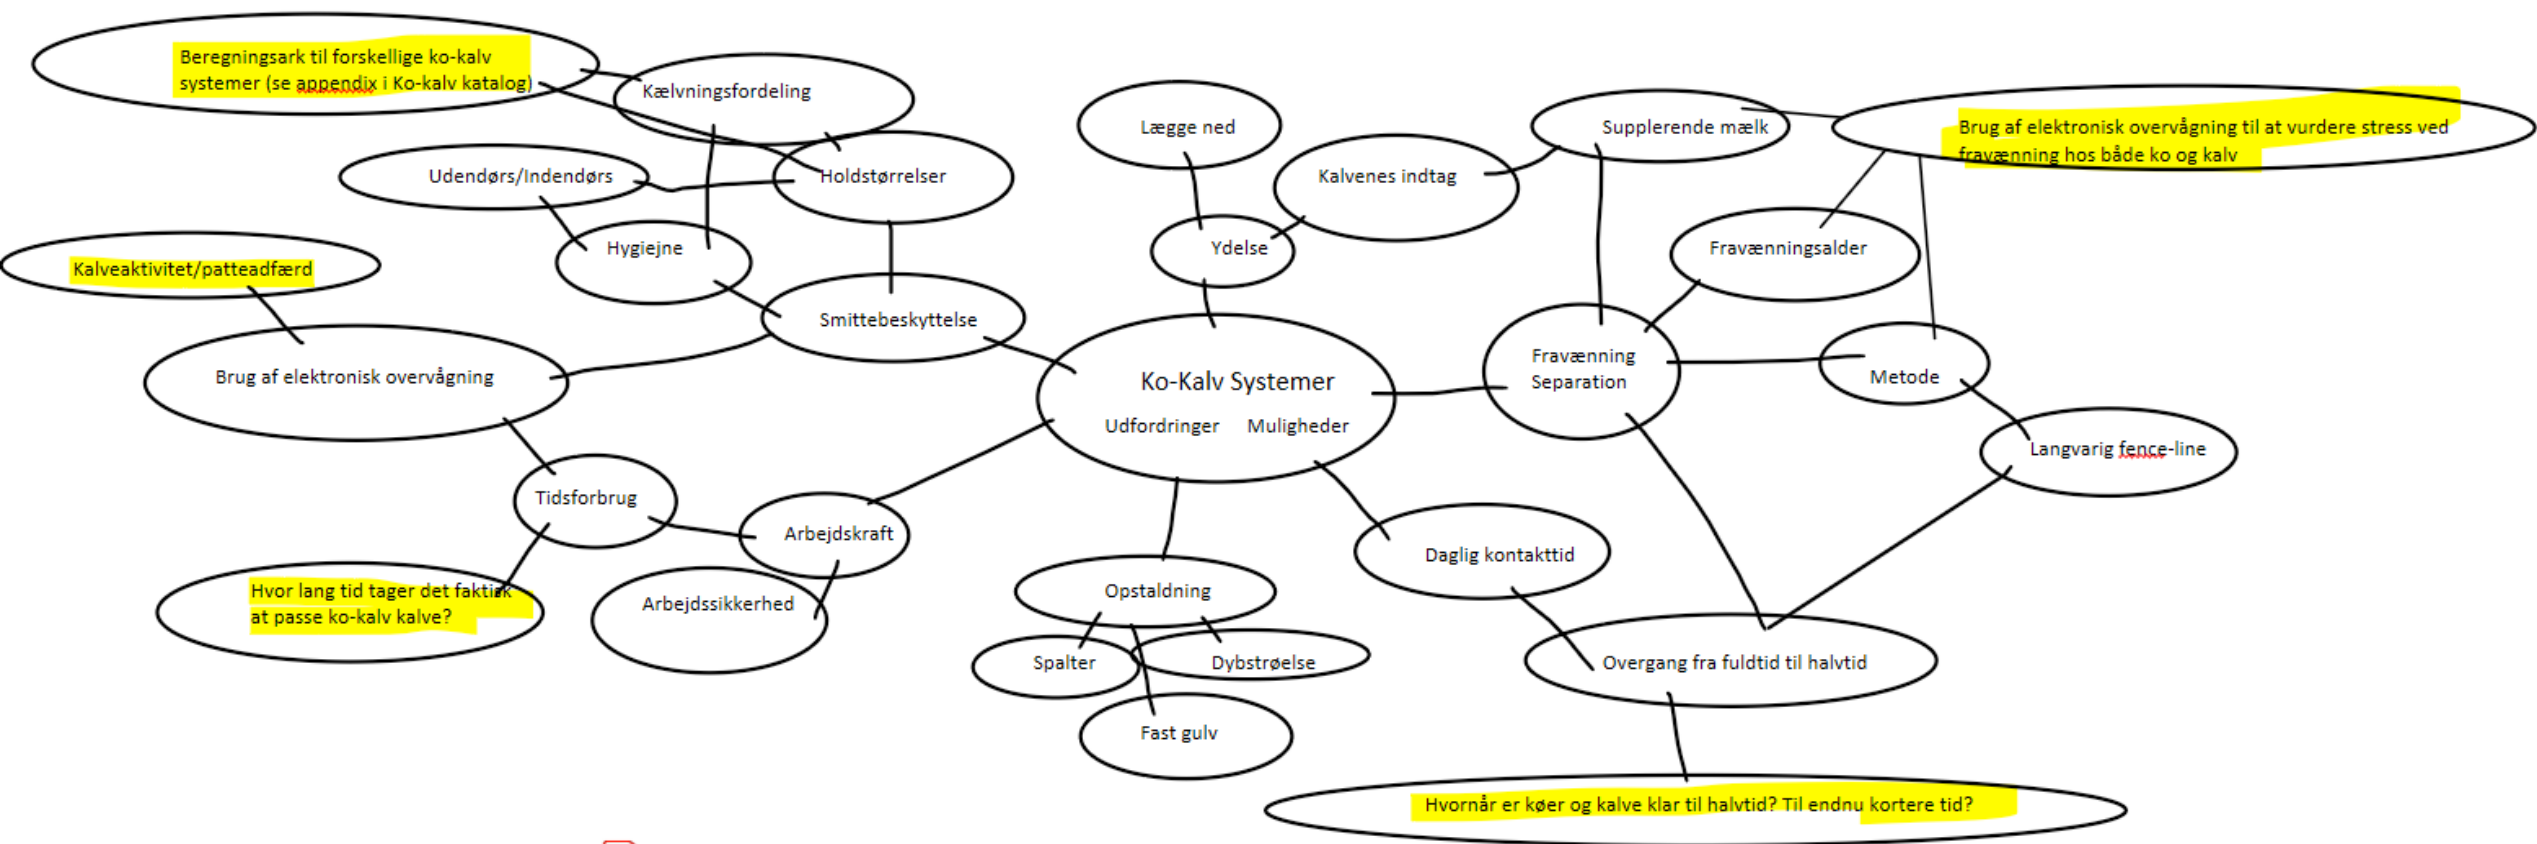 Beregningsark til forskellige ko-kalv
systemer (se appendix i Ko-kalv katalog)
Kælvningsfordeling
Udendørs/Indendørs
Holdstørrelser
Hygiejne
Kalveaktivitet/patteadfærd
Smittebeskyttelse
Brug af elektronisk overvågning
Tidsforbrug
Arbejdskraft
Hvor lang tid tager det faktisk
at passe ko-kalv kalve?
Arbejdssikkerhed
Lægge ned
Kalvenes indtag
Ydelse
Ko-Kalv Systemer
Udfordringer Muligheder
Opstaldning
Spalter
Dybstrøelse
Fast gulv
Supplerende mælk
Brug af elektronisk overvågning til at vurdere stress ved
fravænning hos både ko og kalv
Fravænningsalder
Fravænning
Separation
Metode
Langvarig fence-line
Daglig kontakttid
Overgang fra fuldtid til halvtid
Hvornår er køer og kalve klar til halvtid? Til endnu kortere tid?